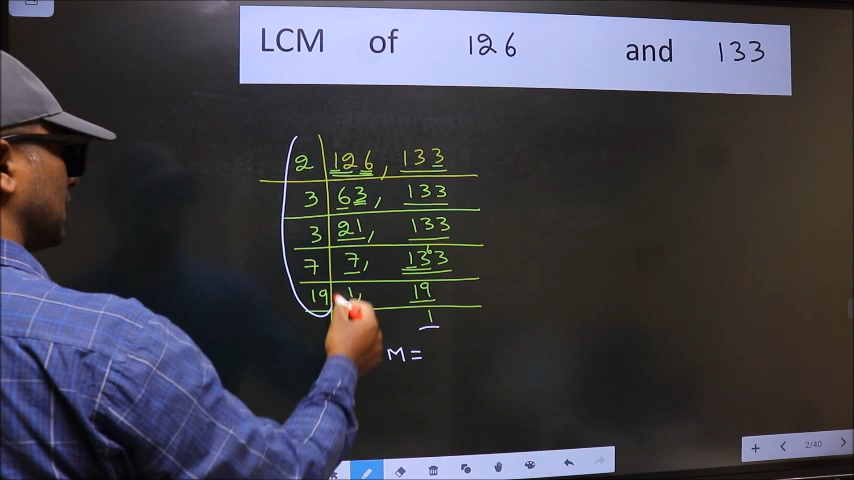 LCM of 126 and 133
2 126, 133
3 63, 133
3 21, 133
7 7, 13⁶3
19 1, 19
1
M =
2/40